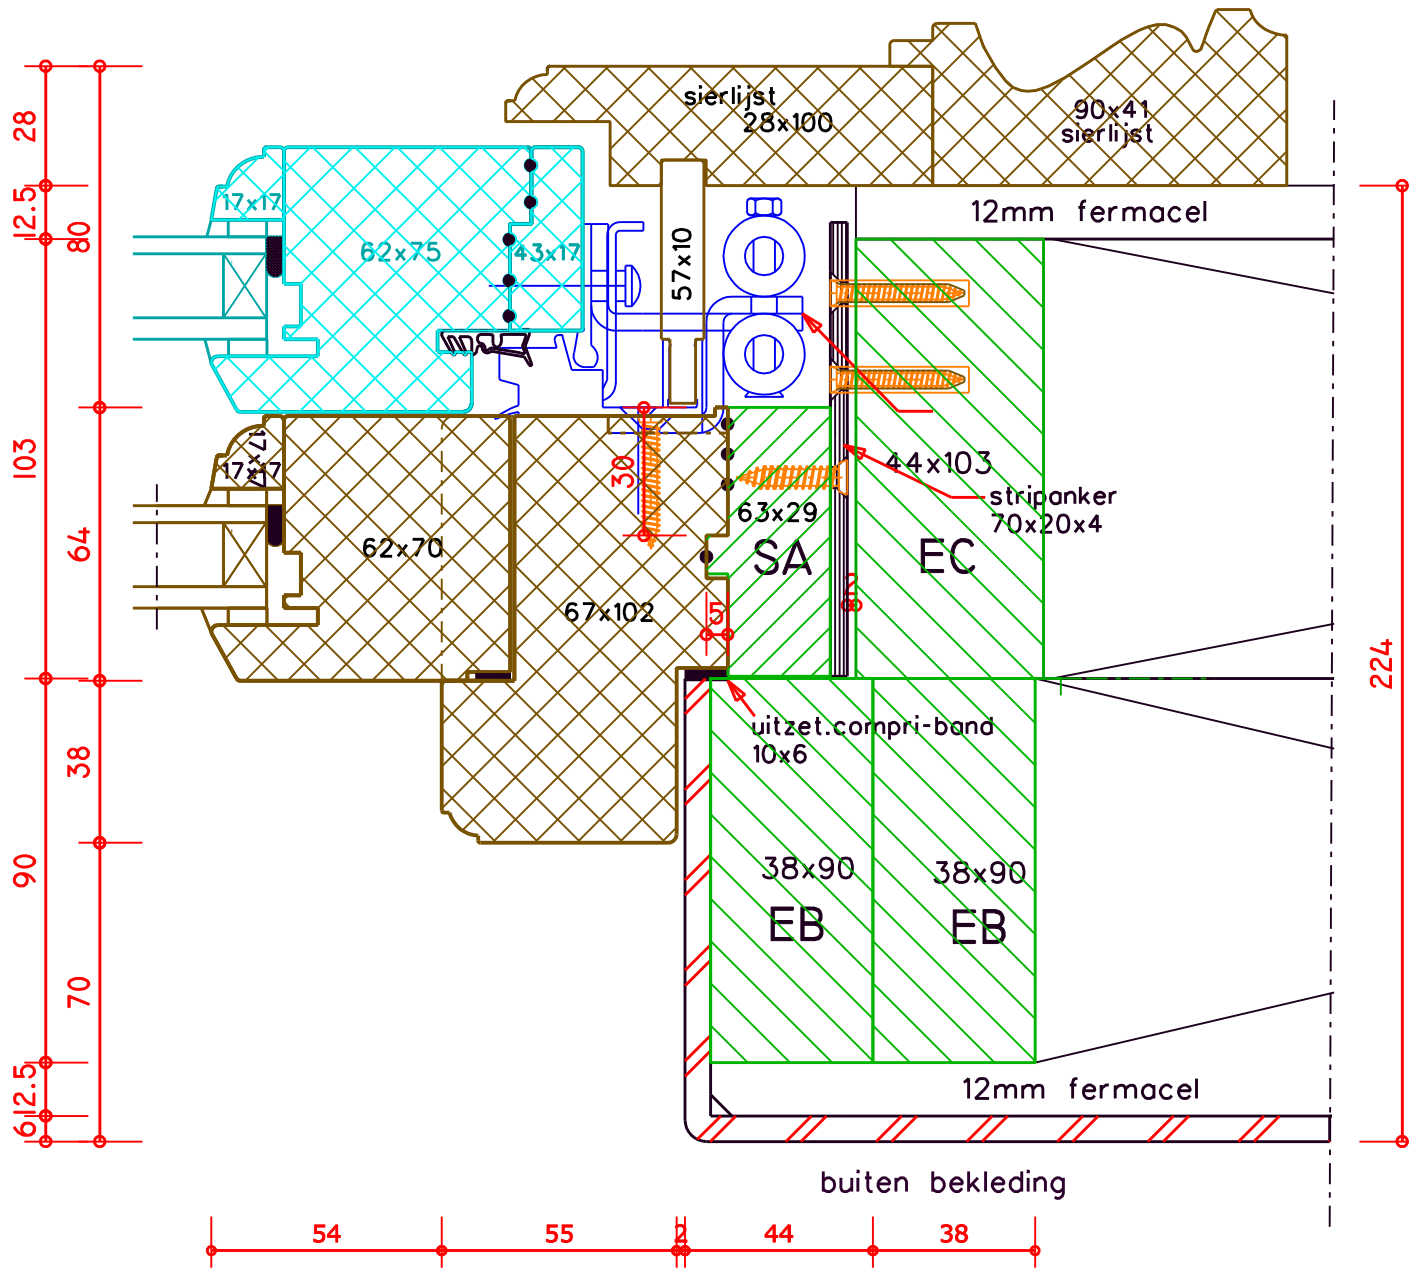 sierlijst
28x100
90x41
sierlijst
28
12.5
80
17x17
62x75
43x17
57x10
12mm fermacel
103
64
30
17x17
17x17
62x70
44x103
stripanker
70x20x4
63x29
SA
EC
67x102
5
224
uitzet.compri-band
10x6
38
90
70
38x90
EB
38x90
EB
12.5
6
12mm fermacel
buiten bekleding
54
55
2
44
38